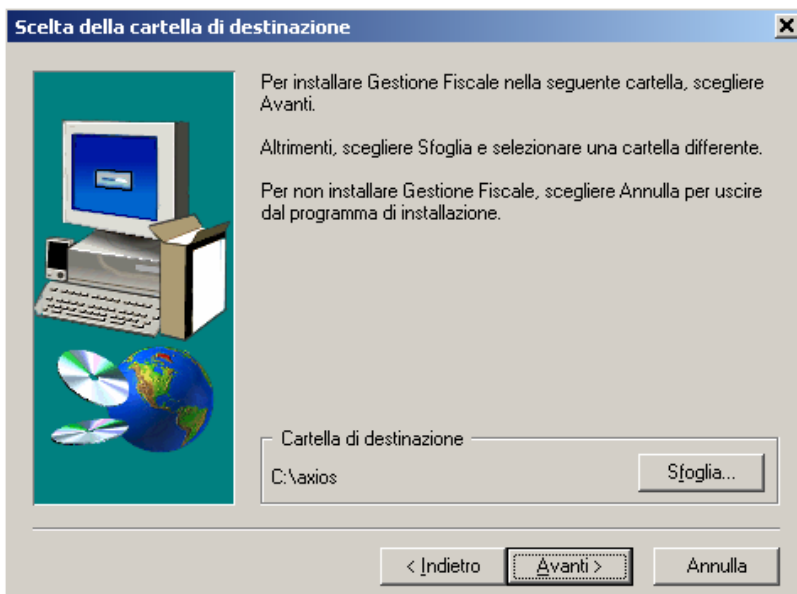 Scelta della cartella di destinazione
Per installare Gestione Fiscale nella seguente cartella, scegliere
Avanti.
Altrimenti, scegliere Sfoglia e selezionare una cartella differente.
Per non installare Gestione Fiscale, scegliere Annulla per uscire
dal programma di installazione.
Cartella di destinazione
C:\axios
Sfoglia...
< Indietro
Avanti >
Annulla